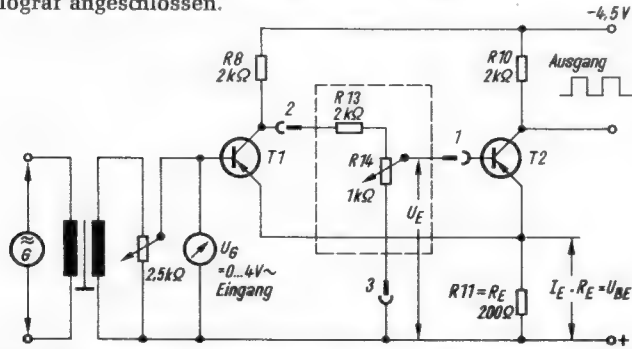 lograf angeschlossen.
-4,5V
R8
2kΩ
R10
2kΩ
Ausgang
2
R13
2kΩ
1
T1
R14
1kΩ
T2
U_E
G
2,5kΩ
U_G
=0...4V~
Eingang
3
R11 = R_E
200Ω
I_E - R_E = U_BE
+